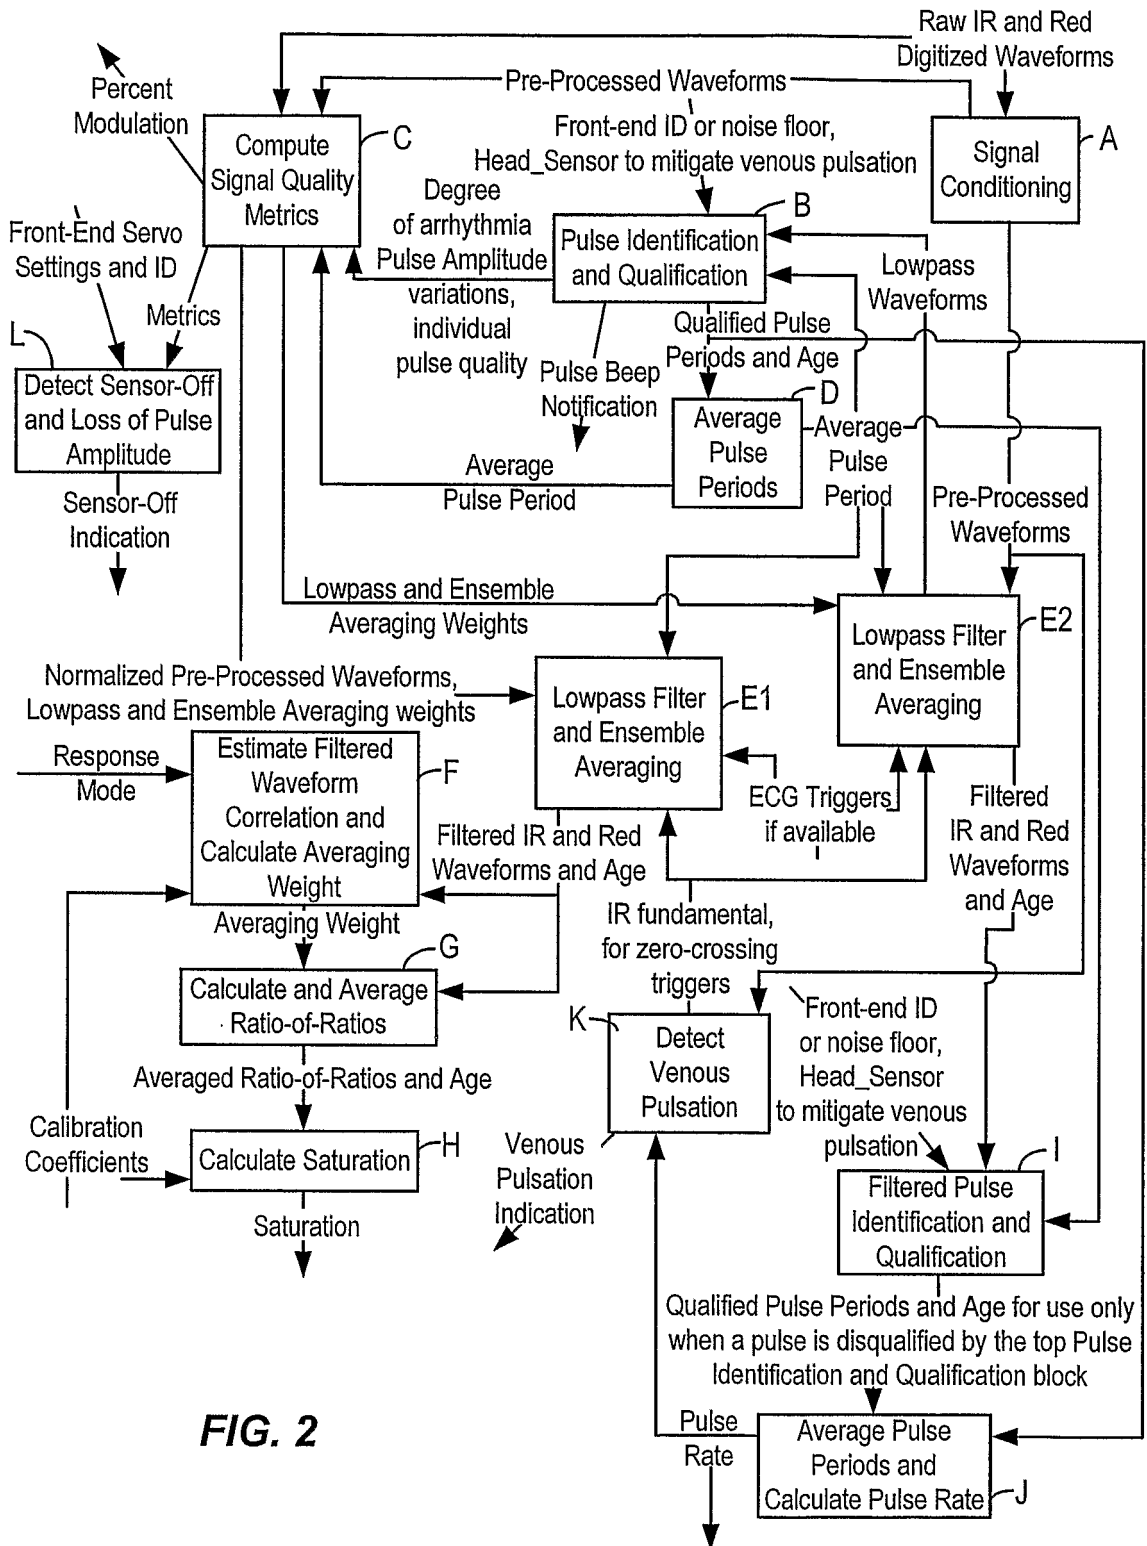 Raw IR and Red
Digitized Waveforms
Percent
Modulation
Pre-Processed Waveforms
C
Compute
Signal Quality
Metrics
Front-end ID or noise floor,
Head_Sensor to mitigate venous pulsation
A
Signal
Conditioning
Degree
of arrhythmia
Pulse Amplitude
variations,
individual
pulse quality
B
Pulse Identification
and Qualification
Lowpass
Waveforms
Front-End Servo
Settings and ID
Metrics
L
Detect Sensor-Off
and Loss of Pulse
Amplitude
Sensor-Off
Indication
Qualified Pulse
Periods and Age
Pulse Beep
Notification
D
Average
Pulse
Periods
Average
Pulse
Period
Average
Pulse Period
Pre-Processed
Waveforms
Lowpass and Ensemble
Averaging Weights
E2
Lowpass Filter
and Ensemble
Averaging
Normalized Pre-Processed Waveforms,
Lowpass and Ensemble Averaging weights
E1
Lowpass Filter
and Ensemble
Averaging
Response
Mode
F
Estimate Filtered
Waveform
Correlation and
Calculate Averaging
Weight
ECG Triggers
if available
Filtered
IR and Red
Waveforms
and Age
Filtered IR and Red
Waveforms and Age
Averaging Weight
IR fundamental,
for zero-crossing
triggers
G
Calculate and Average
Ratio-of-Ratios
K
Detect
Venous
Pulsation
Front-end ID
or noise floor,
Head_Sensor
to mitigate venous
pulsation
Averaged Ratio-of-Ratios and Age
Calibration
Coefficients
H
Calculate Saturation
Venous
Pulsation
Indication
I
Filtered Pulse
Identification and
Qualification
Saturation
Qualified Pulse Periods and Age for use only
when a pulse is disqualified by the top Pulse
Identification and Qualification block
FIG. 2
Pulse
Rate
Average Pulse
Periods and
Calculate Pulse Rate
J